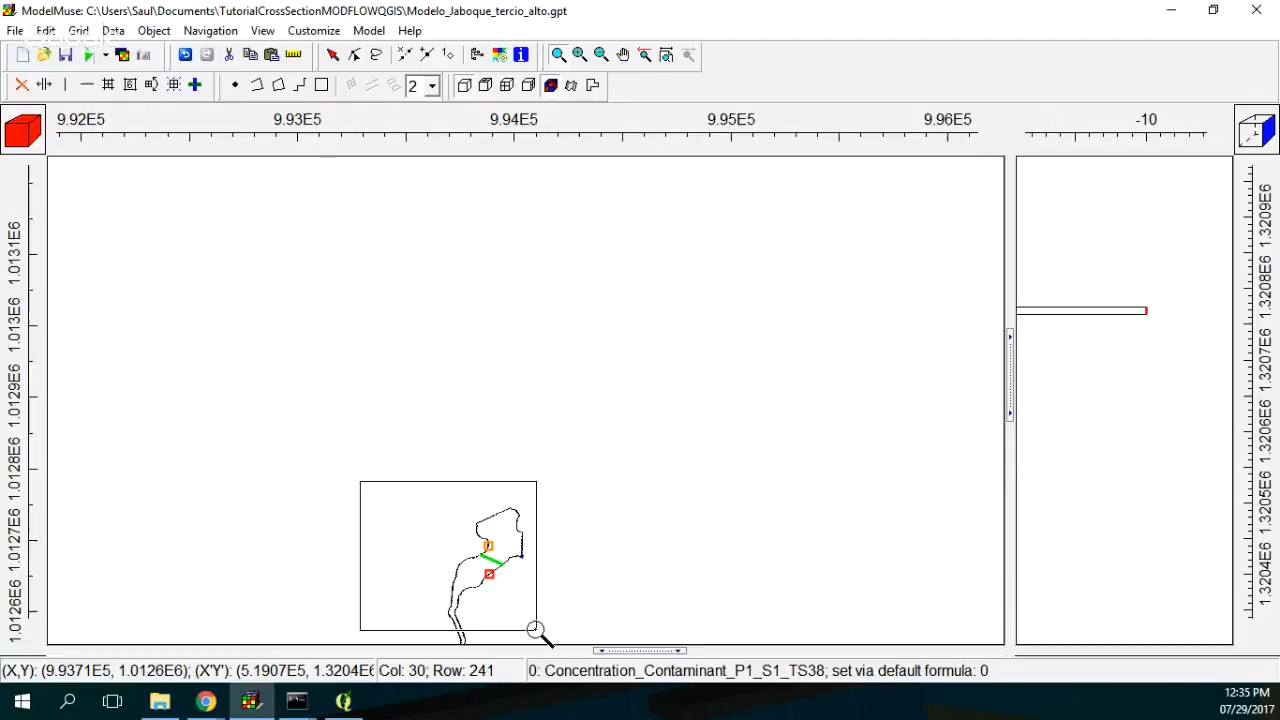 ModelMuse: C:\Users\Saul\Documents\TutorialCrossSectionMODFLOWQGIS\Modelo_Jaboque_tercio_alto.gpt
File Edit Grid Data Object Navigation View Customize Model Help
2
9.92E5 9.93E5 9.94E5 9.95E5 9.96E5 -10
1.0131E6
1.013E6
1.0129E6
1.0128E6
1.0127E6
1.0126E6
1.3209E6
1.3208E6
1.3207E6
1.3206E6
1.3205E6
1.3204E6
(X,Y): (9.9371E5, 1.0126E6); (X'Y'): (5.1907E5, 1.3204E6 Col: 30; Row: 241 0: Concentration_Contaminant_P1_S1_TS38; set via default formula: 0
12:35 PM
07/29/2017